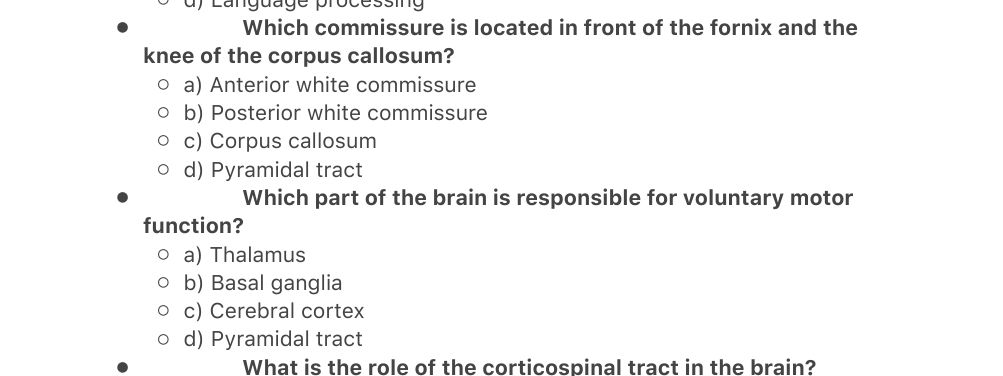 d) Language processing
Which commissure is located in front of the fornix and the
knee of the corpus callosum?
a) Anterior white commissure
b) Posterior white commissure
c) Corpus callosum
d) Pyramidal tract
Which part of the brain is responsible for voluntary motor
function?
a) Thalamus
b) Basal ganglia
c) Cerebral cortex
d) Pyramidal tract
What is the role of the corticospinal tract in the brain?